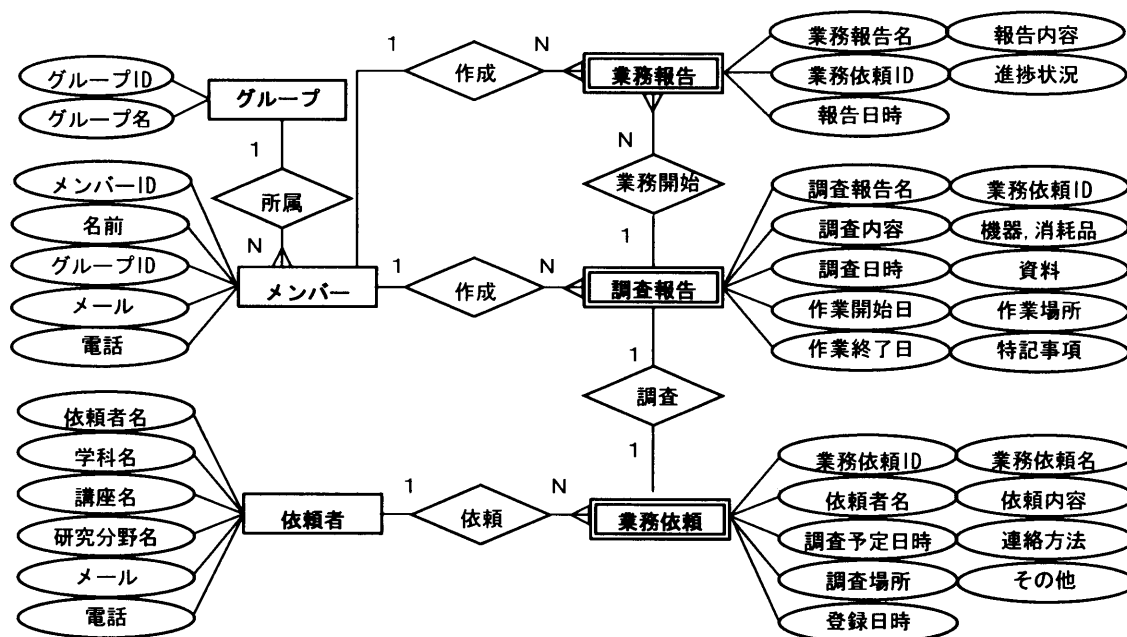 1 作成 N 業務報告 業務報告名 報告内容
グループID グループ 業務依頼ID 進捗状況
グループ名 報告日時
1 N
メンバーID 所属 業務開始 調査報告名 業務依頼ID
名前 N 1 調査内容 機器,消耗品
グループID メンバー 1 作成 N 調査報告 調査日時 資料
メール 作業開始日 作業場所
電話 1 作業終了日 特記事項
依頼者名 調査
学科名 1 業務依頼ID 業務依頼名
講座名 依頼者 1 依頼 N 業務依頼 依頼者名 依頼内容
研究分野名 調査予定日時 連絡方法
メール 調査場所 その他
電話 登録日時